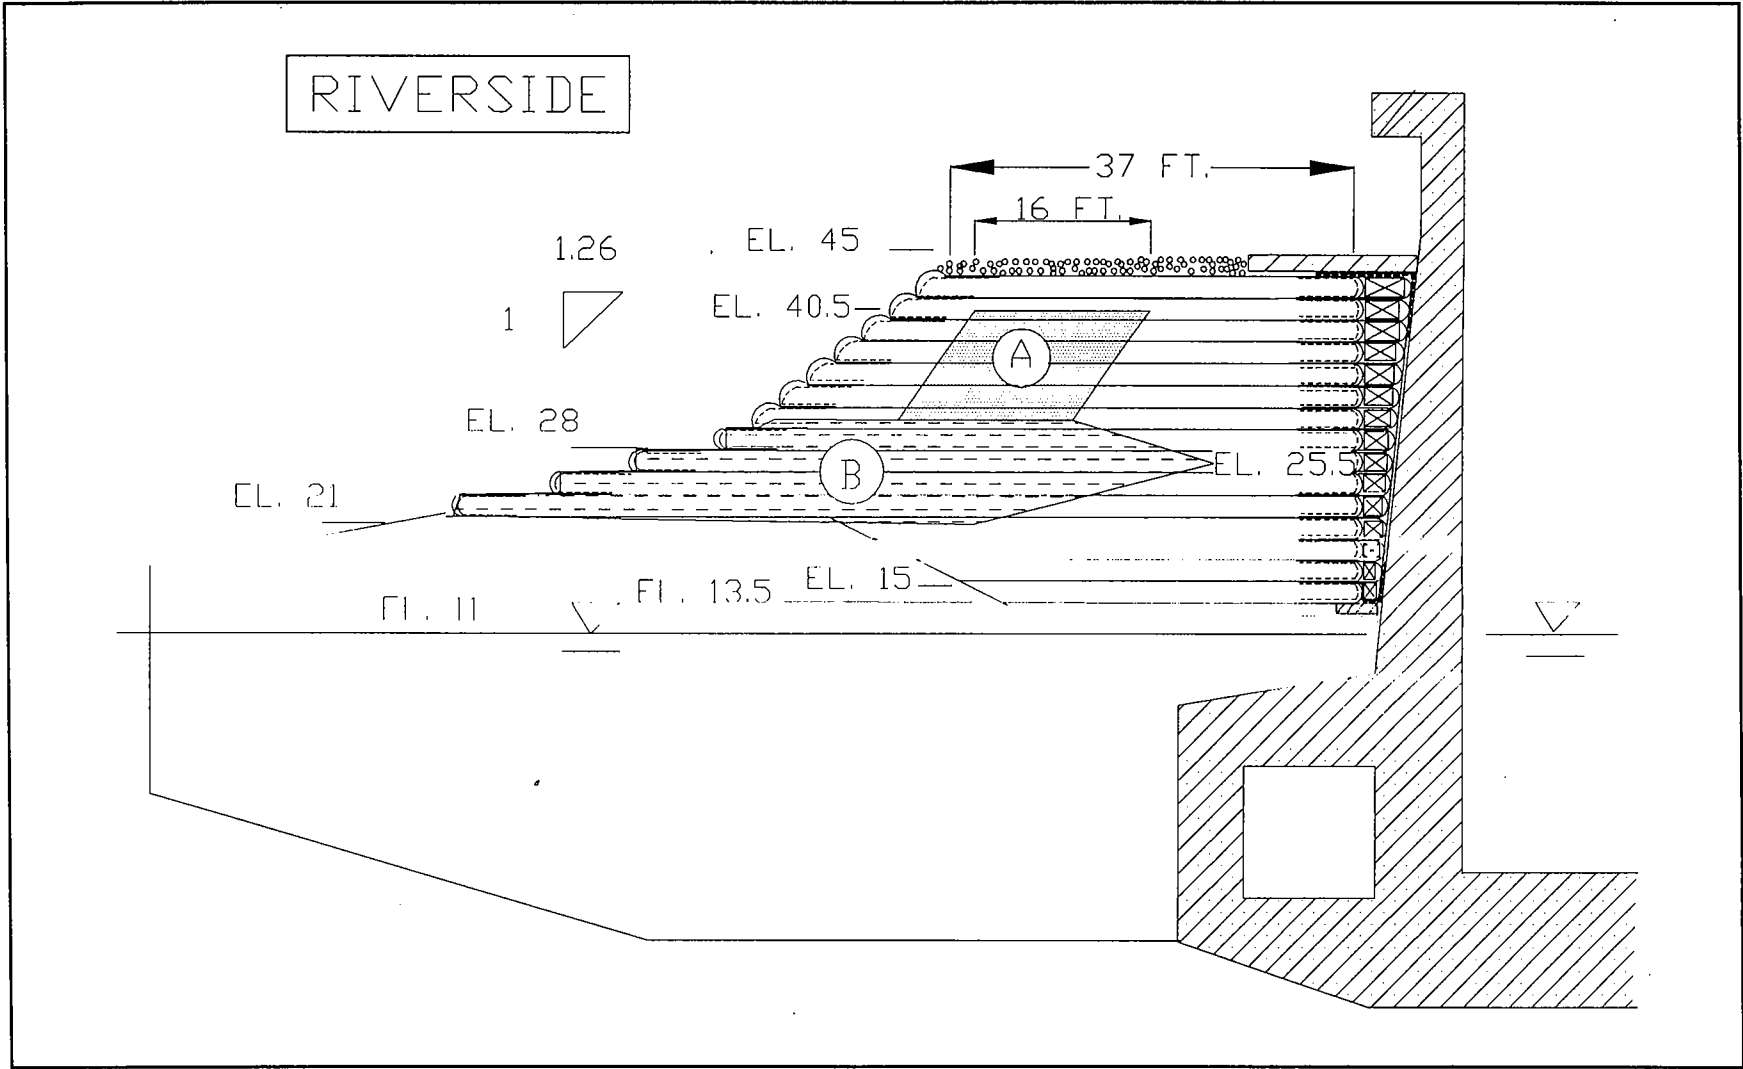 RIVERSIDE
37 FT.
16 FT.
EL. 45
1.26
1
EL. 40.5
A
EL. 28
B
EL. 25.5
EL. 21
EL. 15
EL. 13.5
EL. 11